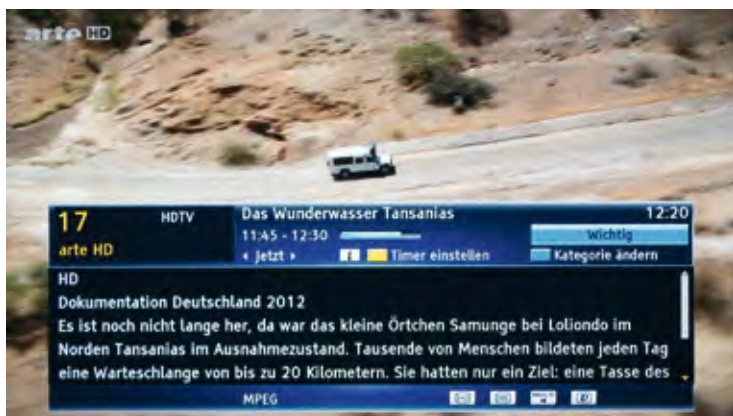 arte HD
17 HDTV Das Wunderwasser Tansanias 12:20
11:45 - 12:30 Wichtig
arte HD Jetzt i Timer einstellen Kategorie ändern
HD
Dokumentation Deutschland 2012
Es ist noch nicht lange her, da war das kleine Örtchen Samunge bei Loliondo im
Norden Tansanias im Ausnahmezustand. Tausende von Menschen bildeten jeden Tag
eine Warteschlange von bis zu 20 Kilometern. Sie hatten nur ein Ziel: eine Tasse des
MPEG